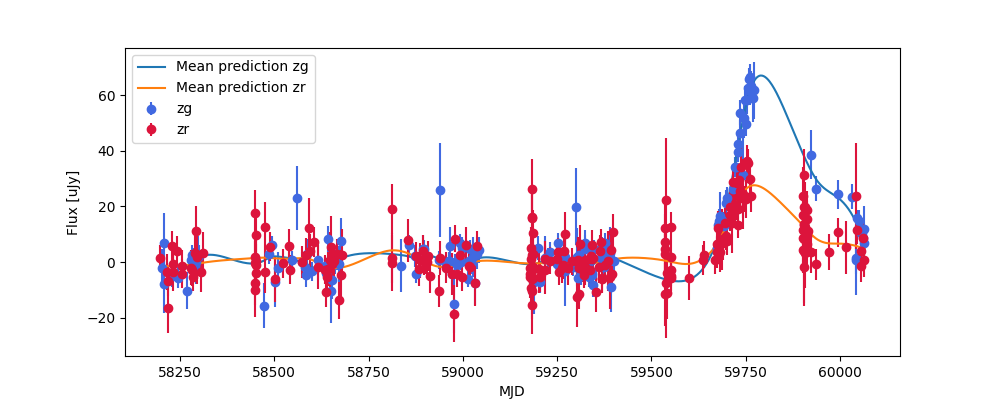 Mean prediction zg
Mean prediction zr
zg
zr
Flux [uJy]
60
40
20
0
−20
58250 58500 58750 59000 59250 59500 59750 60000
MJD